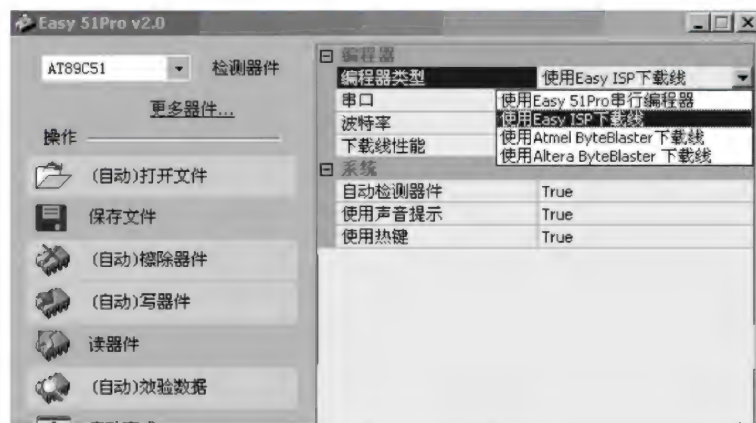 Easy 51Pro v2.0
AT89C51
检测器件
更多器件...
操作
(自动)打开文件
保存文件
(自动)擦除器件
(自动)写器件
读器件
(自动)效验数据
编程器
编程器类型
使用Easy ISP下载线
串口
波特率
下载线性能
使用Easy 51Pro串行编程器
使用Easy ISP下载线
使用Atmel ByteBlaster下载线
使用Altera ByteBlaster 下载线
系统
自动检测器件
True
使用声音提示
True
使用热键
True